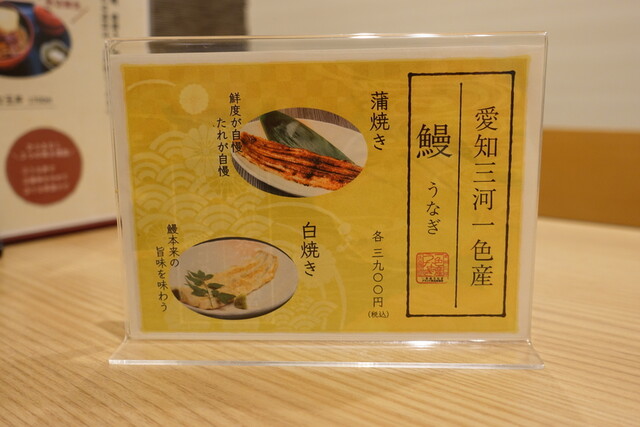 愛知三河一色産
鰻
うなぎ
蒲焼き
鮮度が自慢
たれが自慢
白焼き
各 三九〇〇円
(税込)
鰻本来の
旨味を味わう